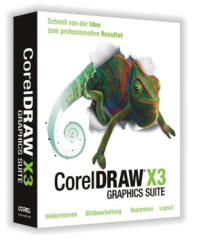 Schnell von der Idee
zum professionellen Resultat
CorelDRAW X3
GRAPHICS SUITE
Vektorisieren Bildbearbeitung Illustration Layout
CorelDRAW X3
GRAPHICS SUITE
COREL